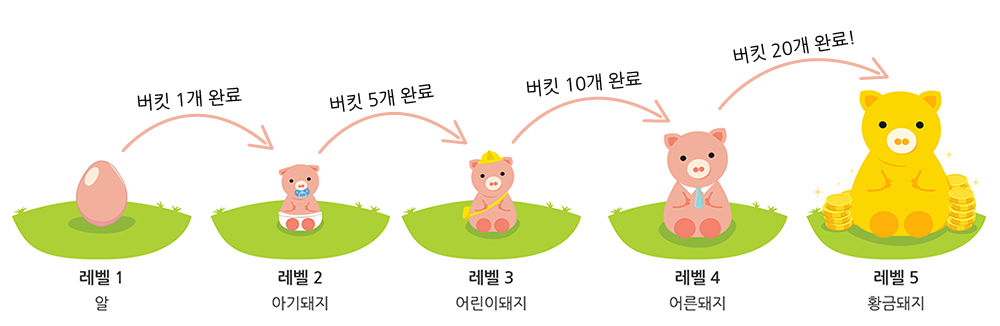 버킷 1개 완료
버킷 5개 완료
버킷 10개 완료
버킷 20개 완료!
레벨 1
알
레벨 2
아기돼지
레벨 3
어린이돼지
레벨 4
어른돼지
레벨 5
황금돼지